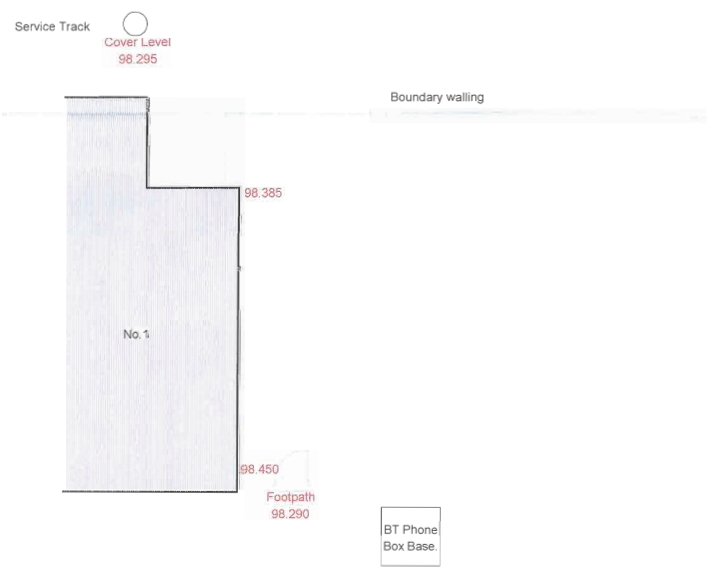 Service Track
Cover Level
98.295
Boundary walling
98.385
No. 1
98.450
Footpath
98.290
BT Phone
Box Base.